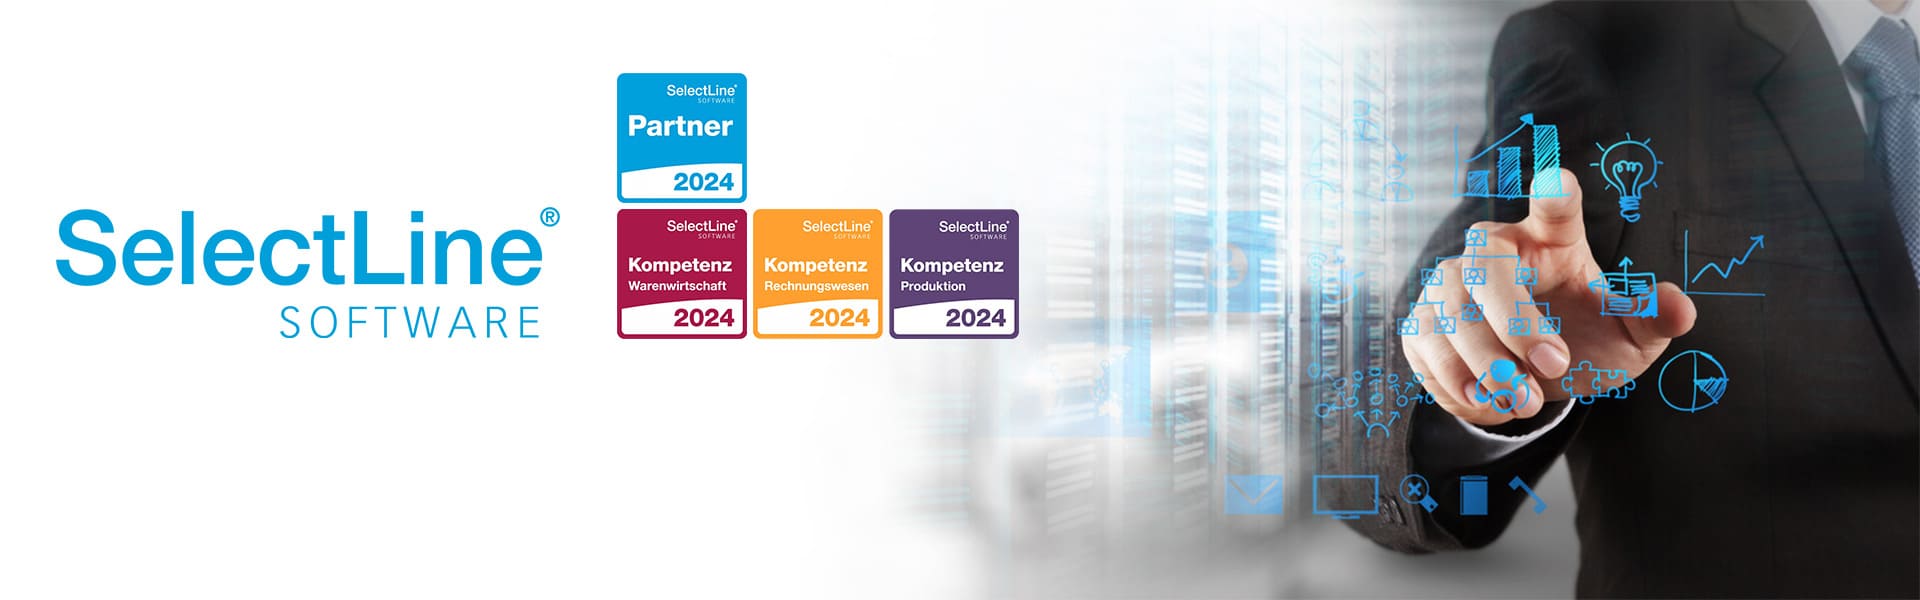 SelectLine®
SOFTWARE
SelectLine®
SOFTWARE
Partner
2024
SelectLine®
SOFTWARE
Kompetenz
Warenwirtschaft
2024
SelectLine®
SOFTWARE
Kompetenz
Rechnungswesen
2024
SelectLine®
SOFTWARE
Kompetenz
Produktion
2024